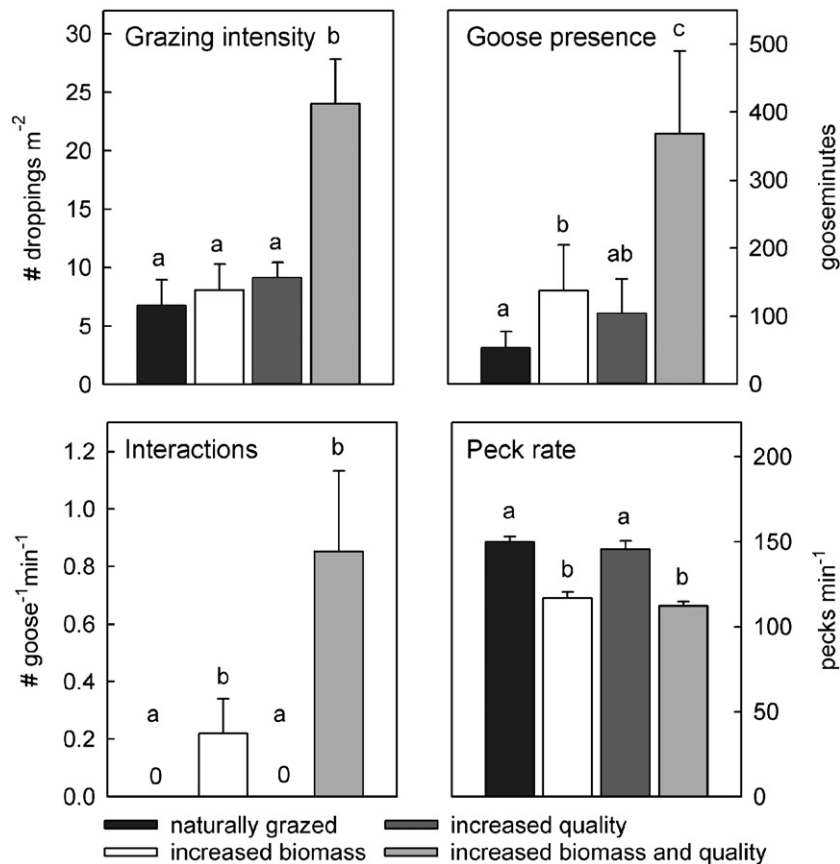 Grazing intensity
# droppings m⁻²
30
25
20
15
10
5
0
a
a
a
b
Goose presence
gooseminutes
500
400
300
200
100
0
a
b
ab
c
Interactions
# goose⁻¹min⁻¹
1.2
1.0
0.8
0.6
0.4
0.2
0.0
a
0
b
a
0
b
Peck rate
pecks min⁻¹
200
150
100
50
0
a
b
a
b
naturally grazed
increased quality
increased biomass
increased biomass and quality